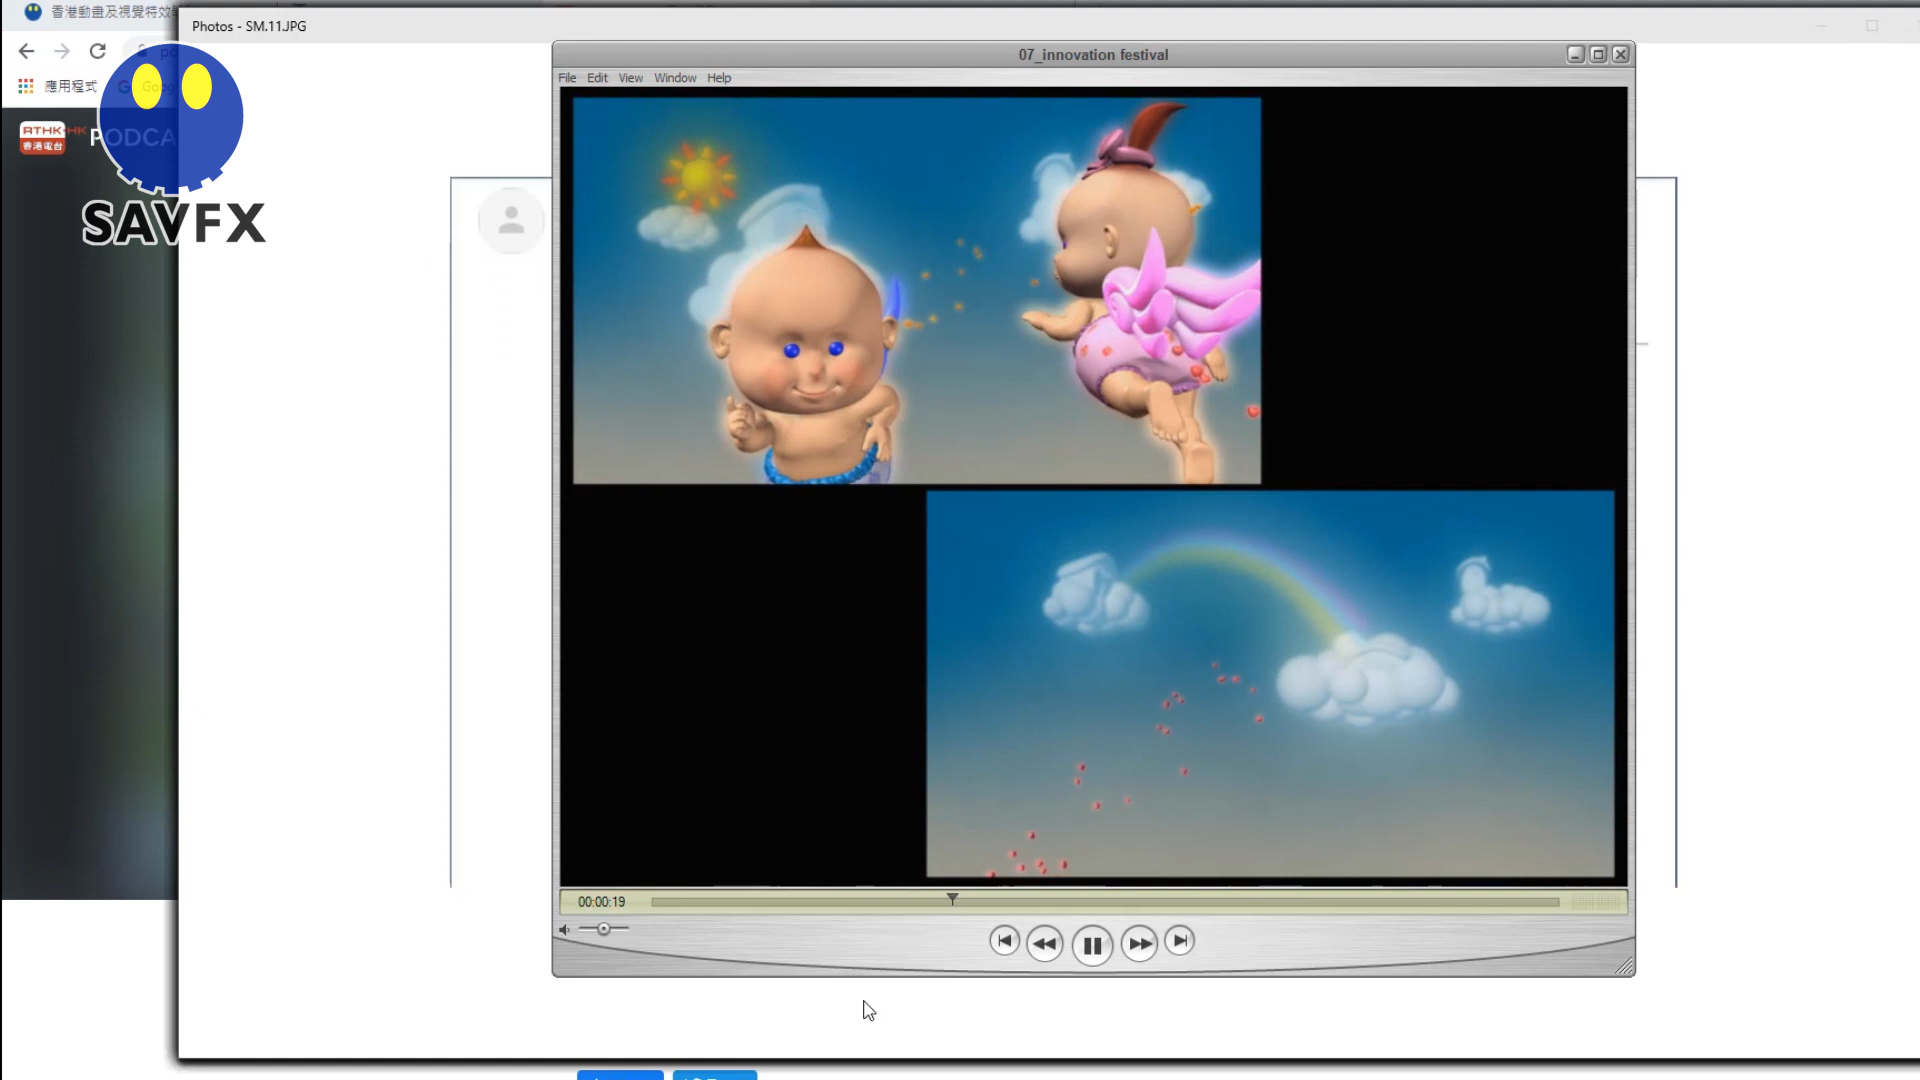 香港動畫及視覺特效
Photos - SM.11.JPG
07_innovation festival
File Edit View Window Help
應用程式
RTHK HK
香港電台
PODCA
SAVFX
00:00:19